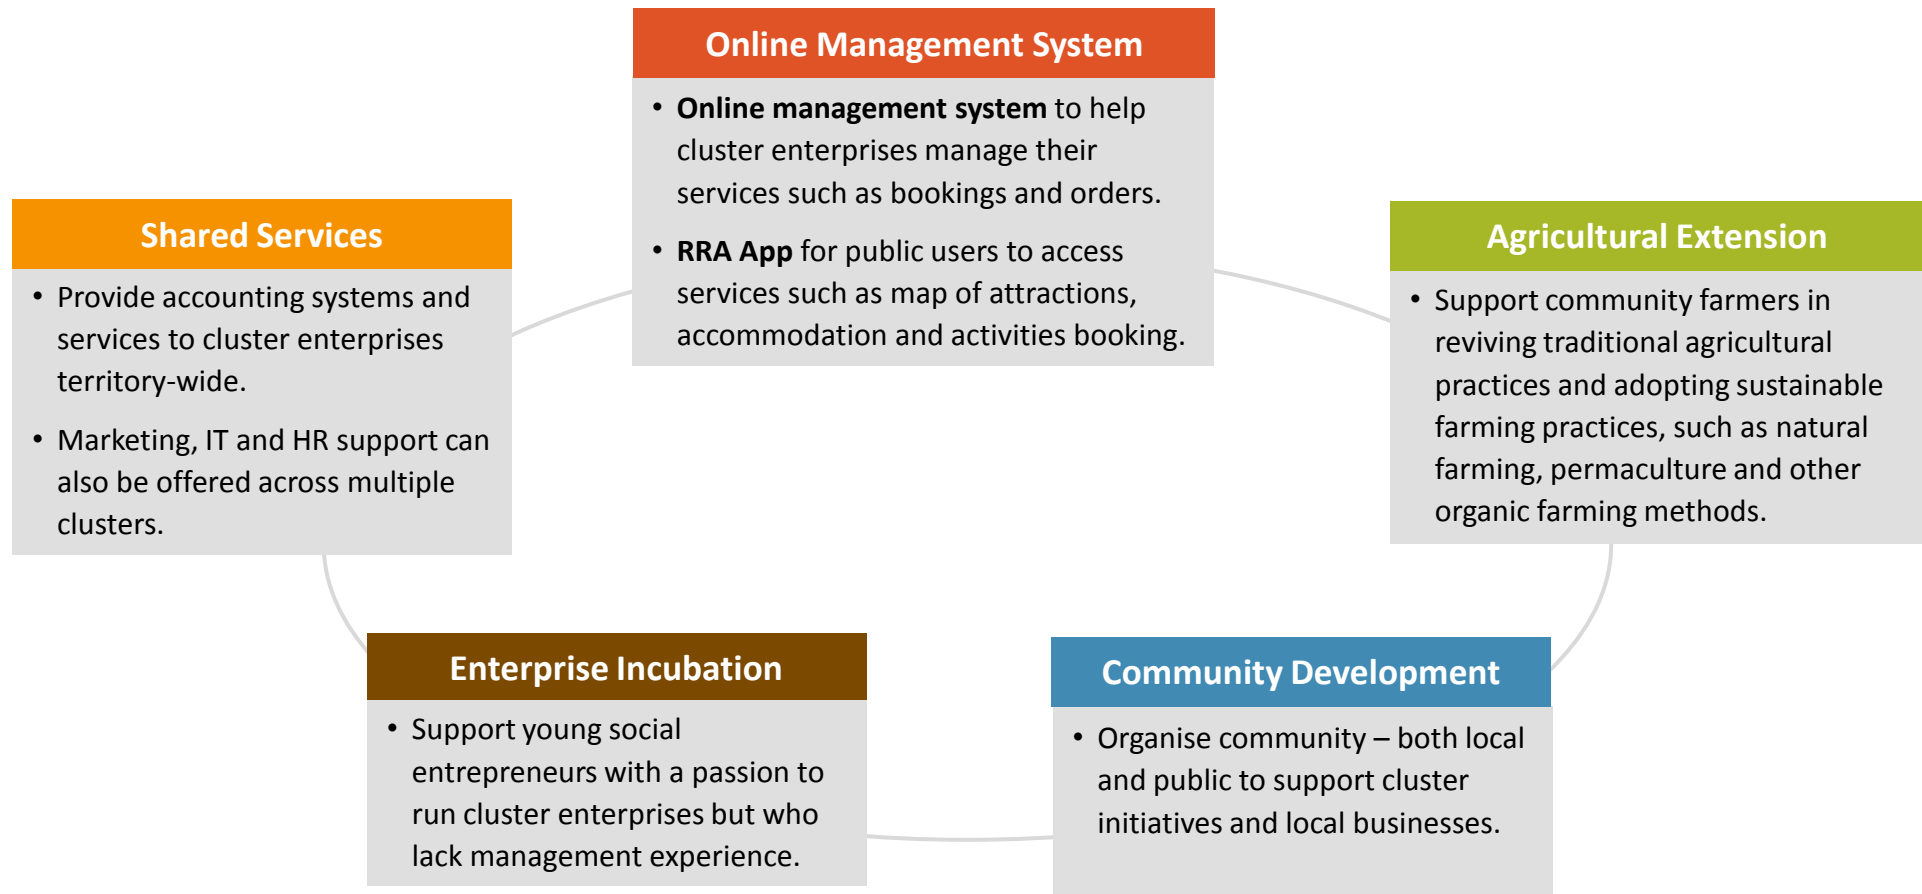 Online Management System
• Online management system to help
cluster enterprises manage their
services such as bookings and orders.
• RRA App for public users to access
services such as map of attractions,
accommodation and activities booking.
Shared Services
• Provide accounting systems and
services to cluster enterprises
territory-wide.
• Marketing, IT and HR support can
also be offered across multiple
clusters.
Agricultural Extension
• Support community farmers in
reviving traditional agricultural
practices and adopting sustainable
farming practices, such as natural
farming, permaculture and other
organic farming methods.
Enterprise Incubation
• Support young social
entrepreneurs with a passion to
run cluster enterprises but who
lack management experience.
Community Development
• Organise community – both local
and public to support cluster
initiatives and local businesses.